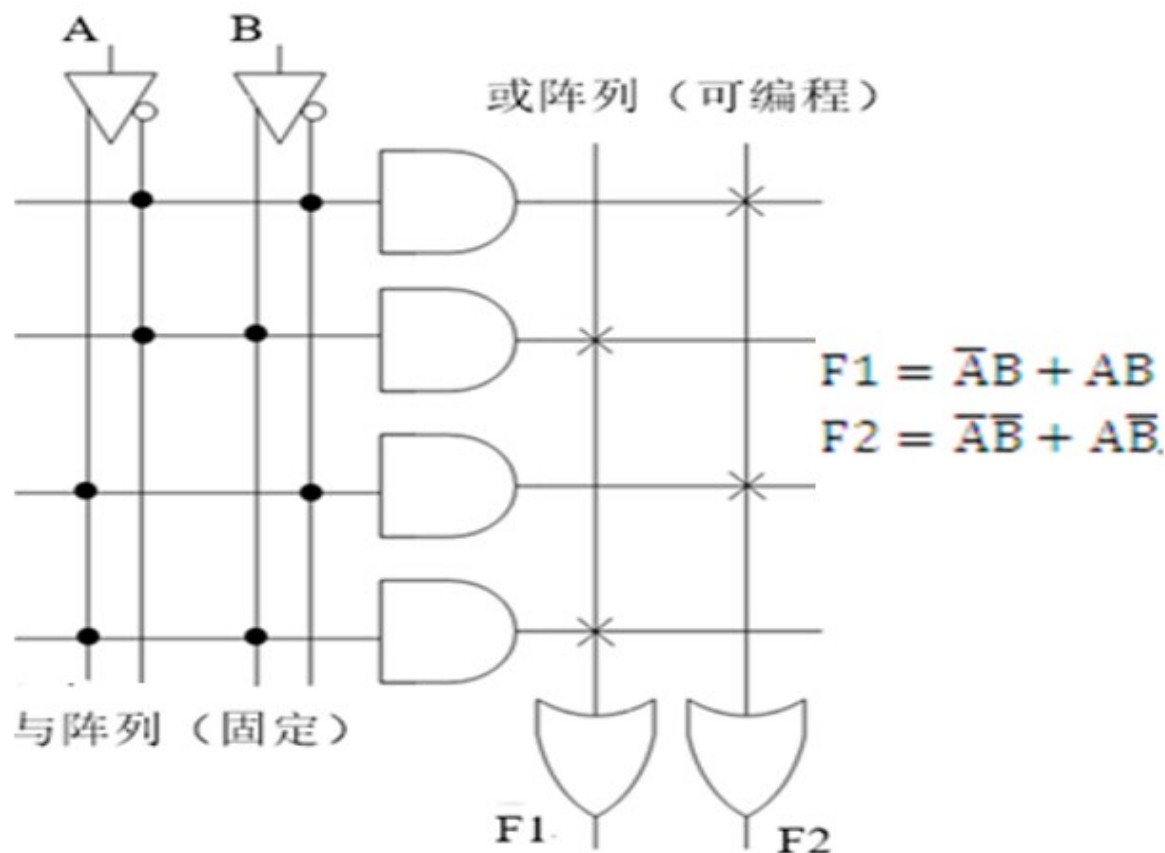 A B
或阵列（可编程）
F1 = A̅B + AB
F2 = A̅B̅ + AB̅.
与阵列（固定）
F1 F2